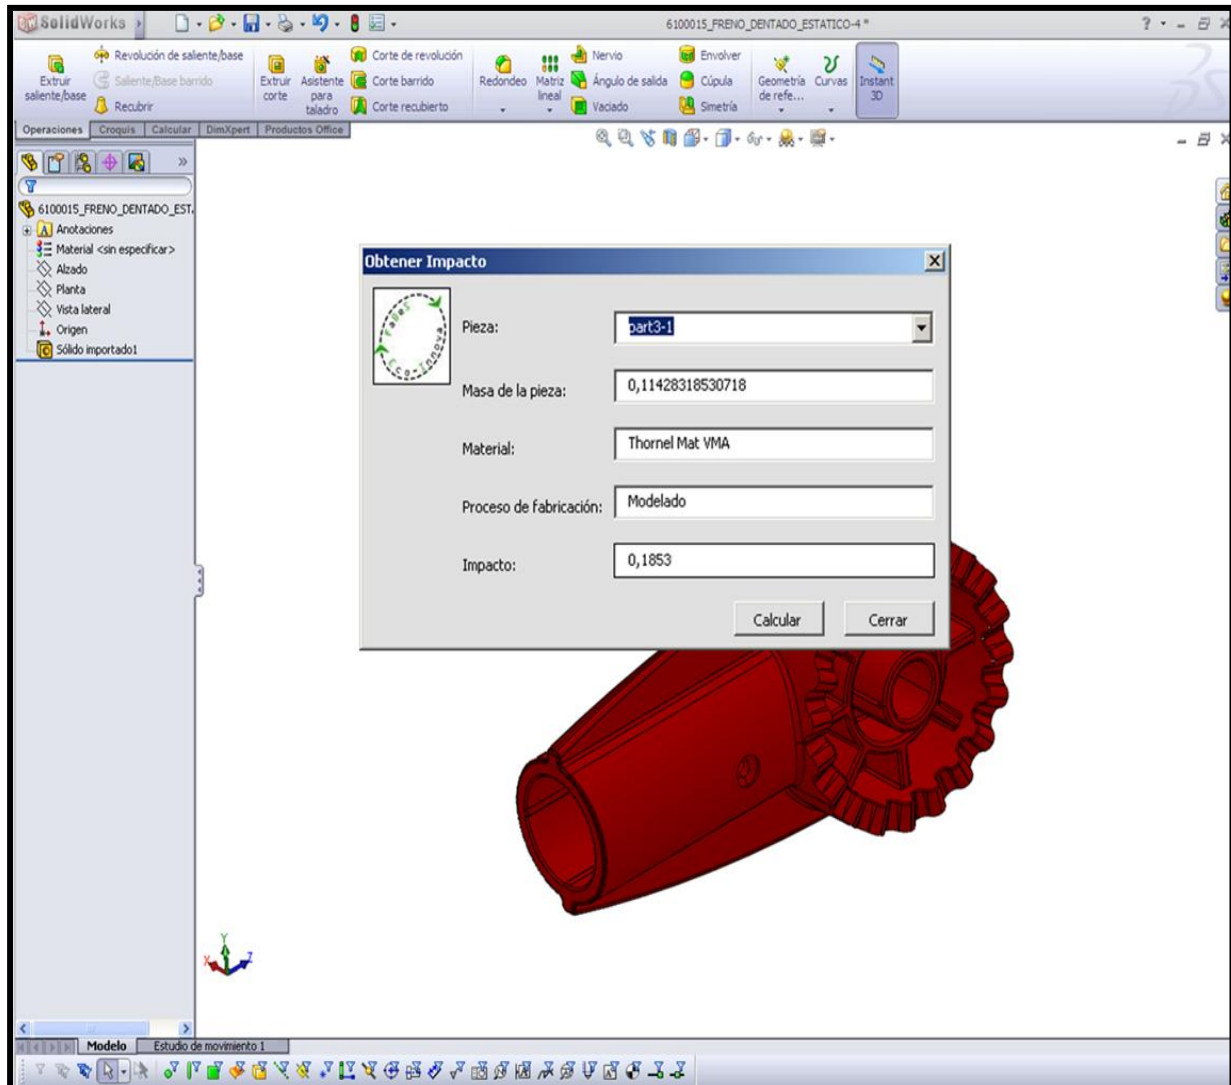 SolidWorks
6100015_FRENO_DENTADO_ESTATICO-4 *
Extruir saliente/base
Revolución de saliente/base
Saliente/Base barrido
Recubrir
Extruir corte
Asistente para taladro
Corte de revolución
Corte barrido
Corte recubierto
Redondeo
Matriz lineal
Nervio
Ángulo de salida
Vaciado
Envolver
Cúpula
Simetría
Geometría de refe...
Curvas
Instant 3D
Operaciones
Croquis
Calcular
DimXpert
Productos Office
6100015_FRENO_DENTADO_EST.
Anotaciones
Material <sin especificar>
Alzado
Planta
Vista lateral
Origen
Sólido importado1
Obtener Impacto
Eco-Innova
Pieza:
part3-1
Masa de la pieza:
0,11428318530718
Material:
Thornel Mat VMA
Proceso de fabricación:
Modelado
Impacto:
0,1853
Calcular
Cerrar
Y
X
Z
Modelo
Estudio de movimiento 1